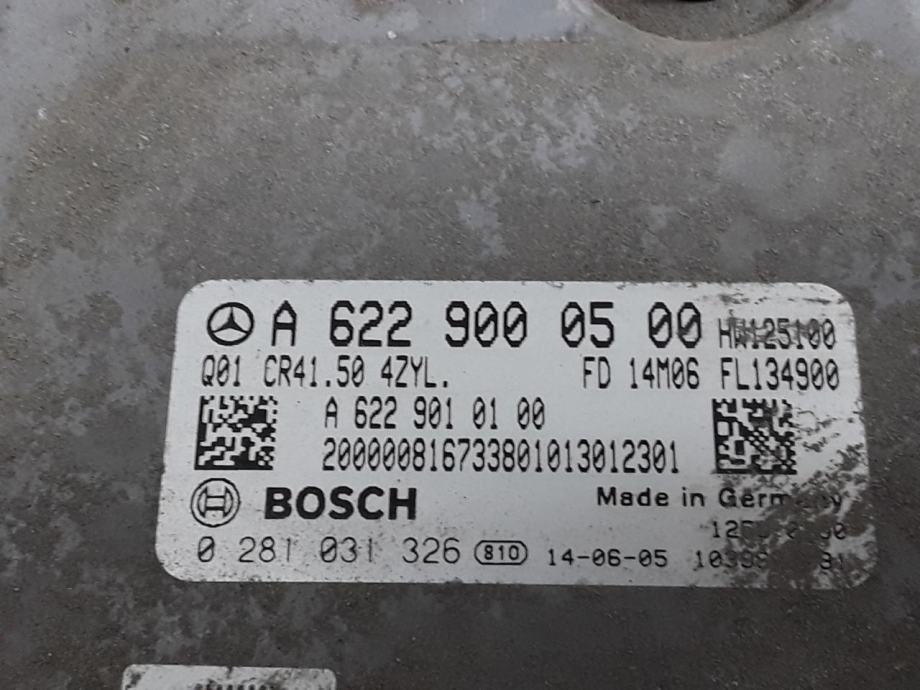 A 622 900 05 00 HW125100
Q01 CR41.50 4ZYL. FD 14M06 FL134900
A 622 901 01 00
200000816733801013012301
BOSCH Made in Germany
0 281 031 326 810 14-06-05